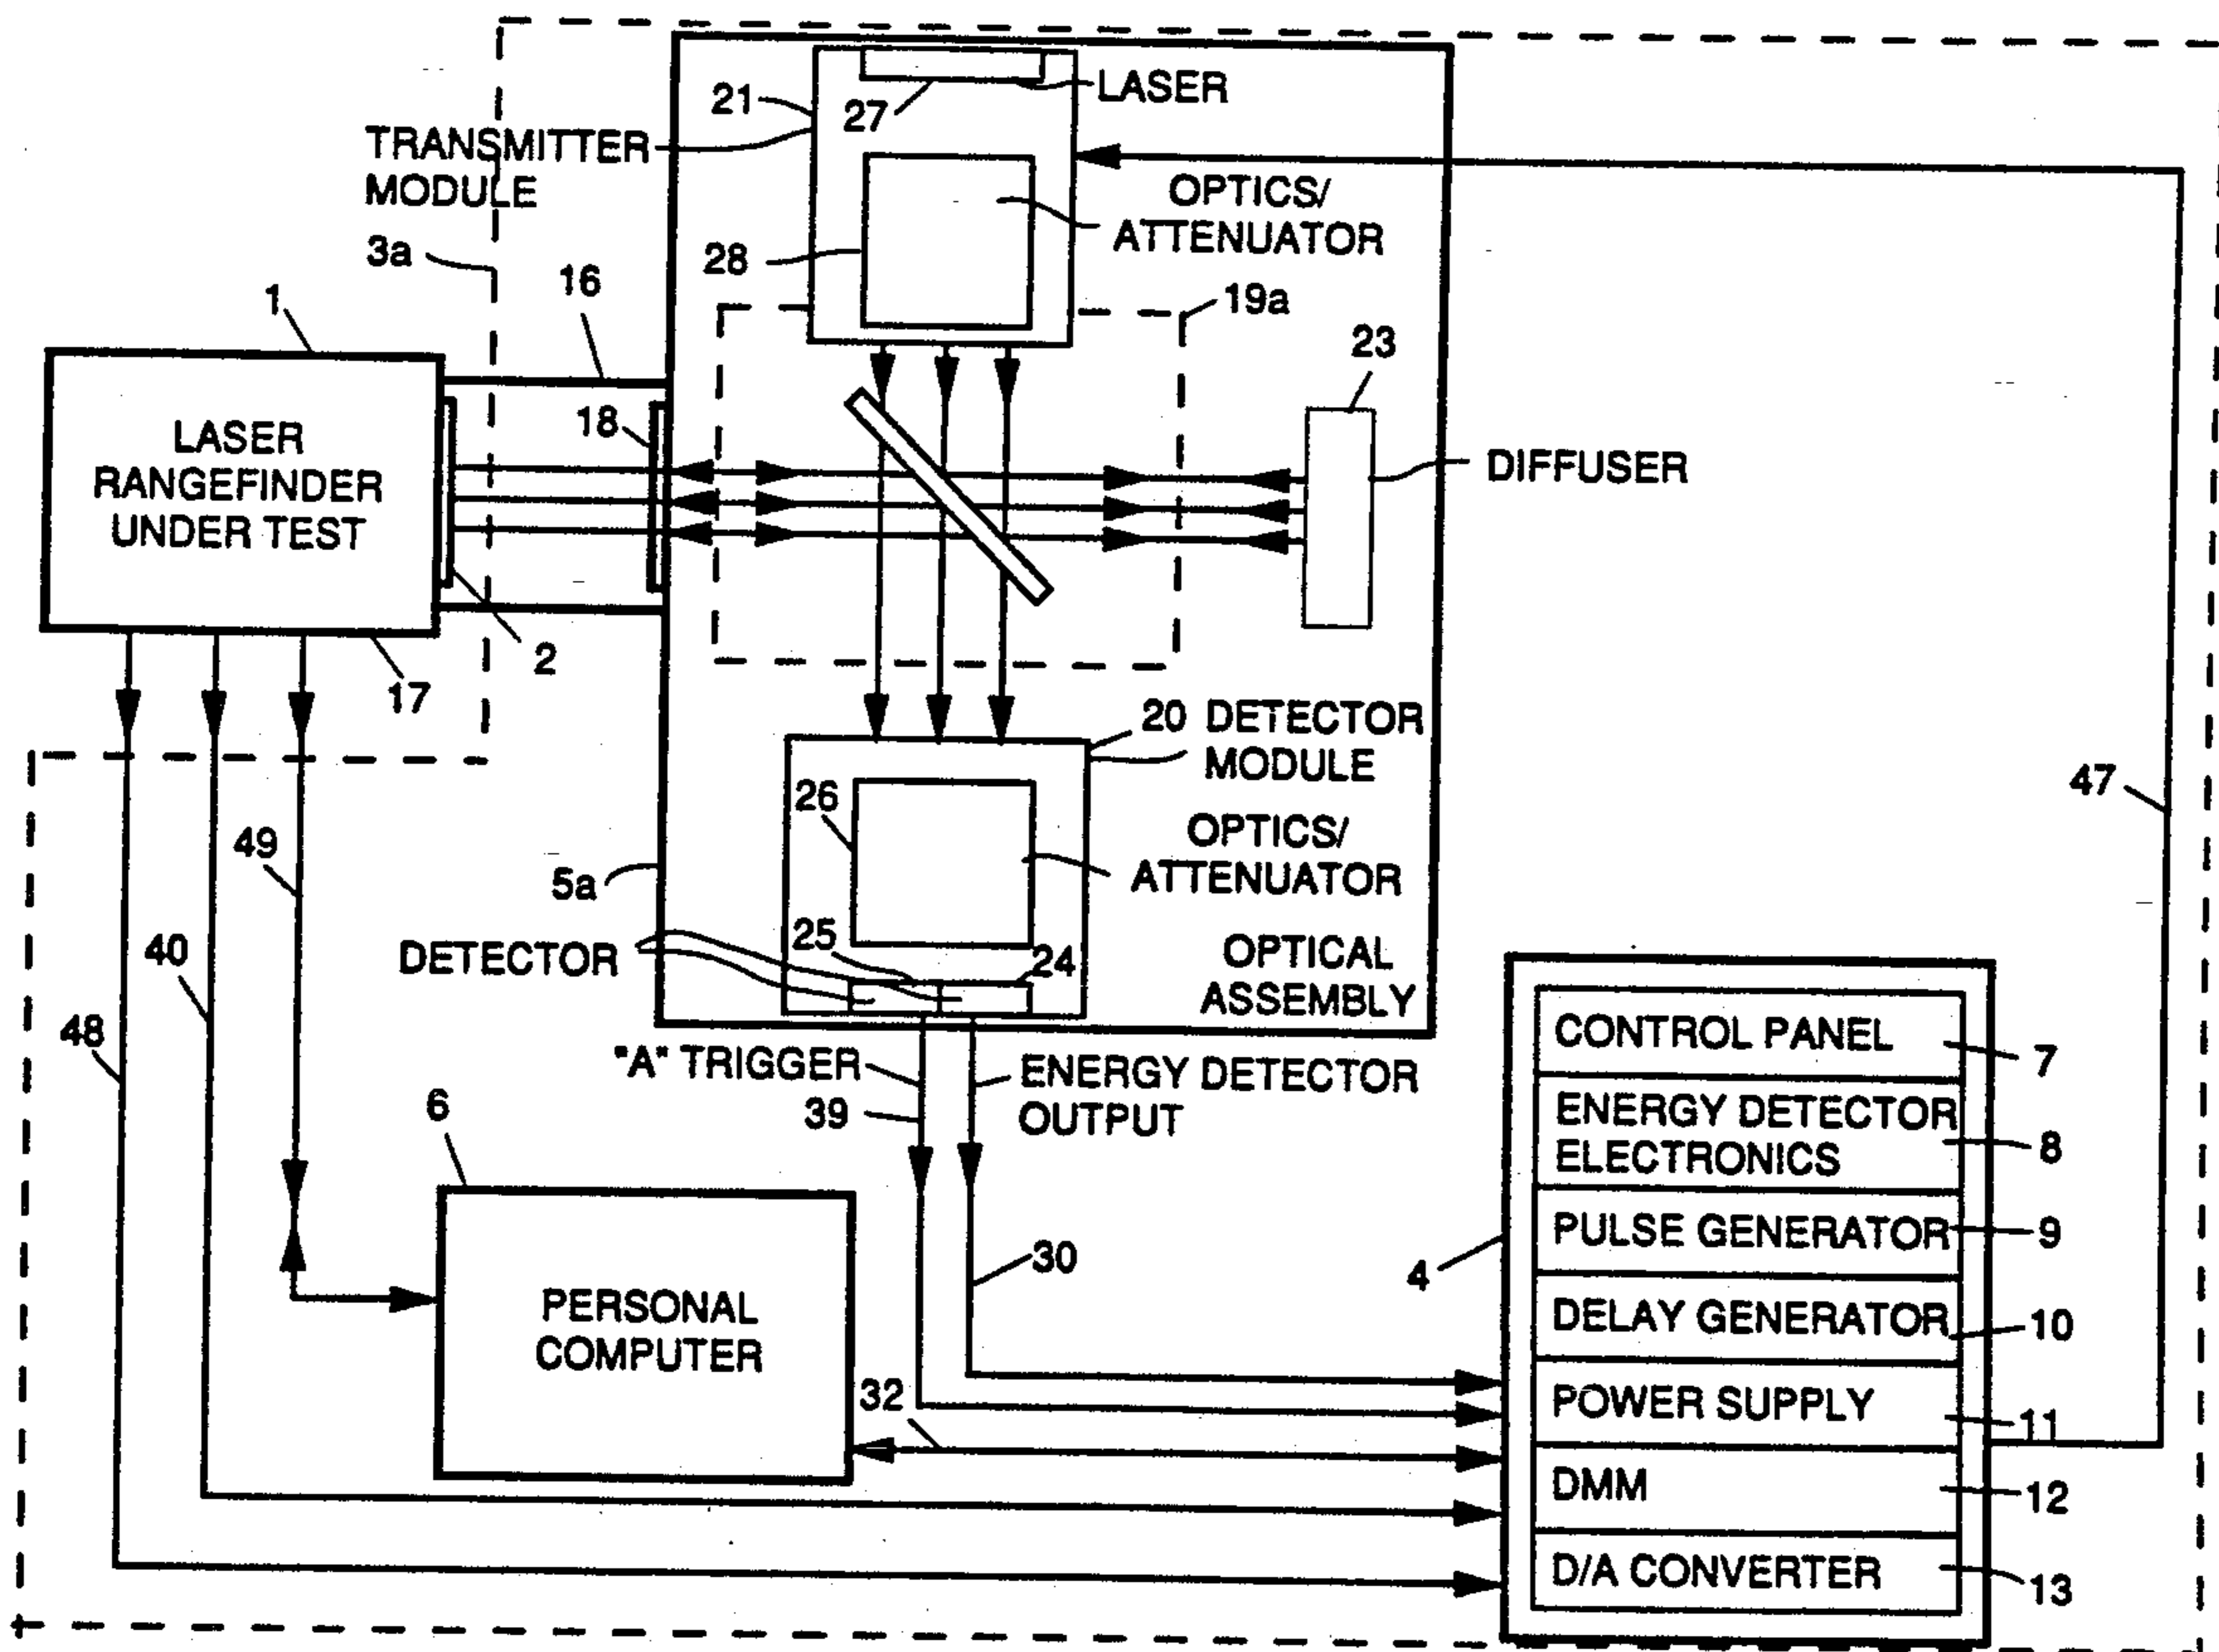 LASER
21
27
TRANSMITTER
MODULE
OPTICS/
ATTENUATOR
28
3a
16
19a
1
23
18
LASER
RANGEFINDER
UNDER TEST
DIFFUSER
2
17
20 DETECTOR
MODULE
47
26
49
OPTICS/
ATTENUATOR
5a
40
DETECTOR
25
24
OPTICAL
ASSEMBLY
48
"A" TRIGGER
39
ENERGY DETECTOR
OUTPUT
CONTROL PANEL
7
6
ENERGY DETECTOR
ELECTRONICS
8
PULSE GENERATOR
9
30
4
PERSONAL
COMPUTER
DELAY GENERATOR
10
32
POWER SUPPLY
11
DMM
12
D/A CONVERTER
13